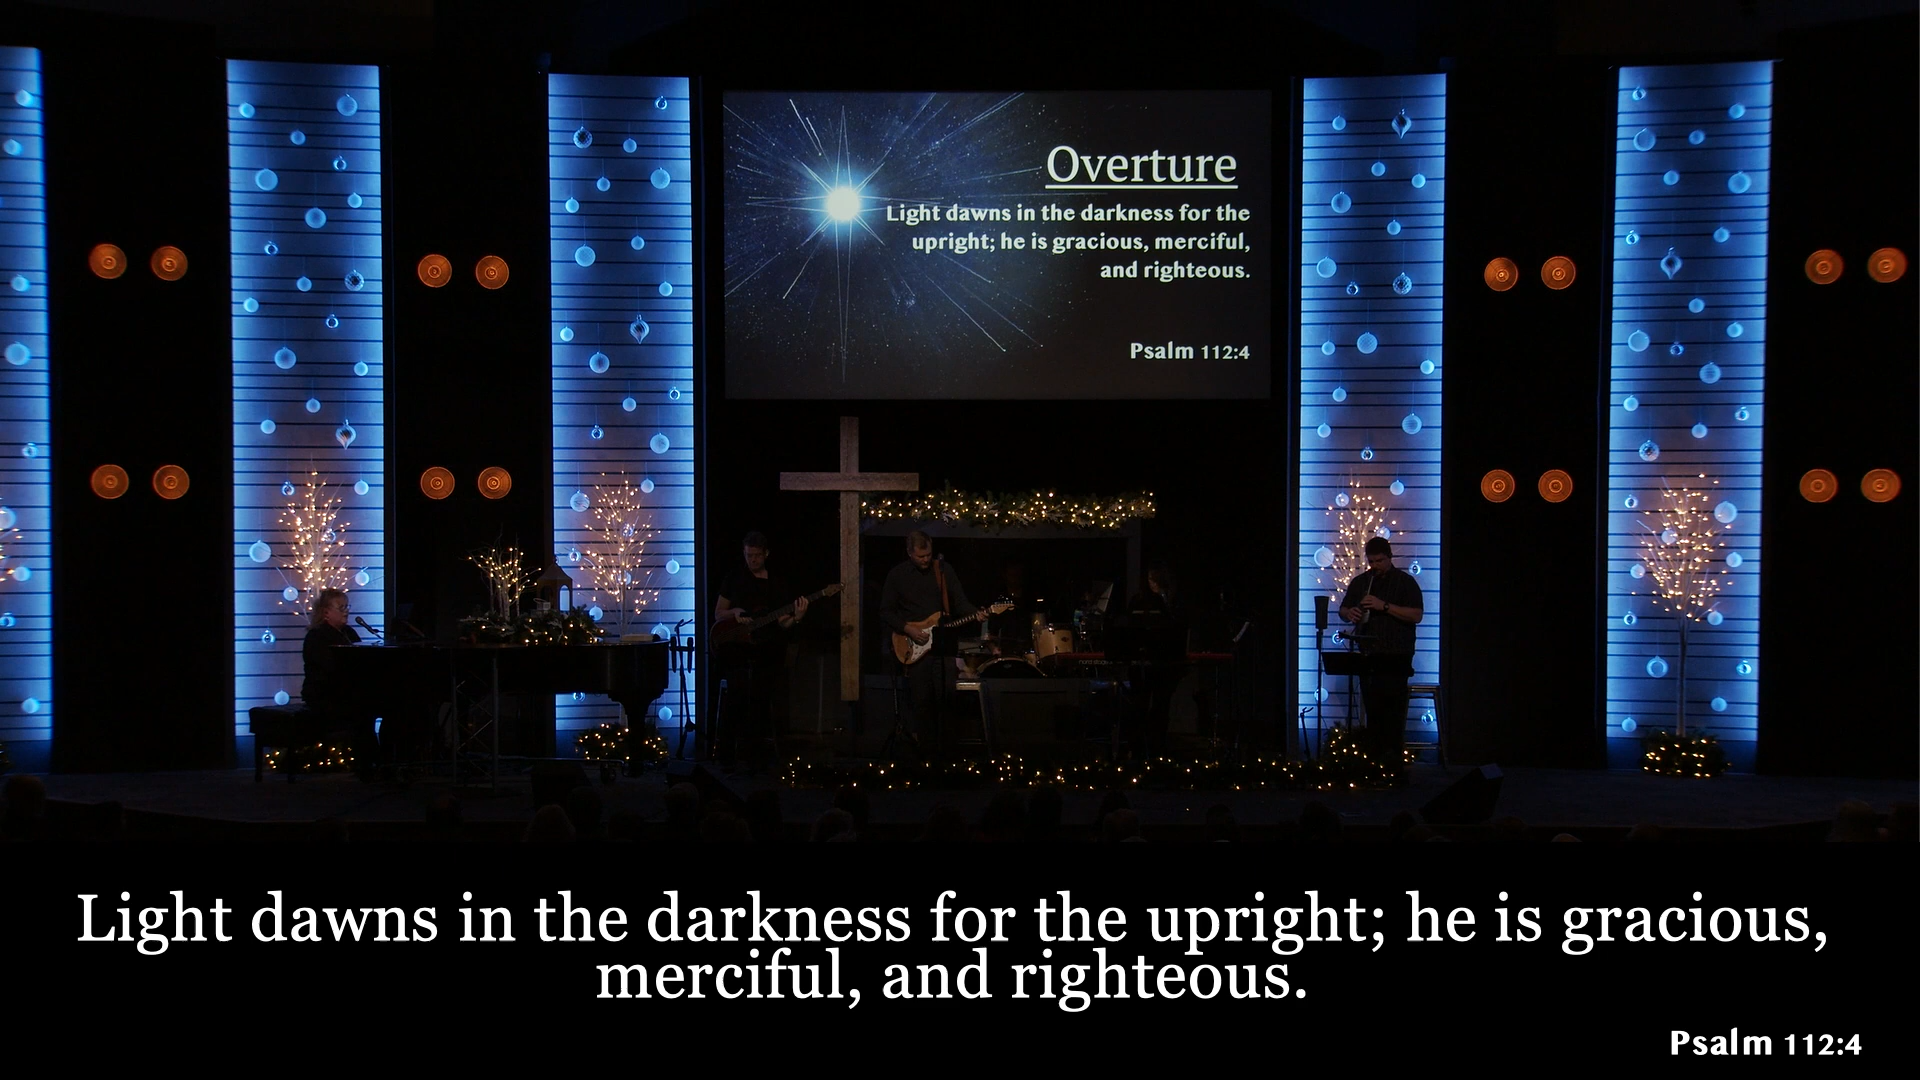 Overture
Light dawns in the darkness for the
upright; he is gracious, merciful,
and righteous.
Psalm 112:4
Light dawns in the darkness for the upright; he is gracious,
merciful, and righteous.
Psalm 112:4